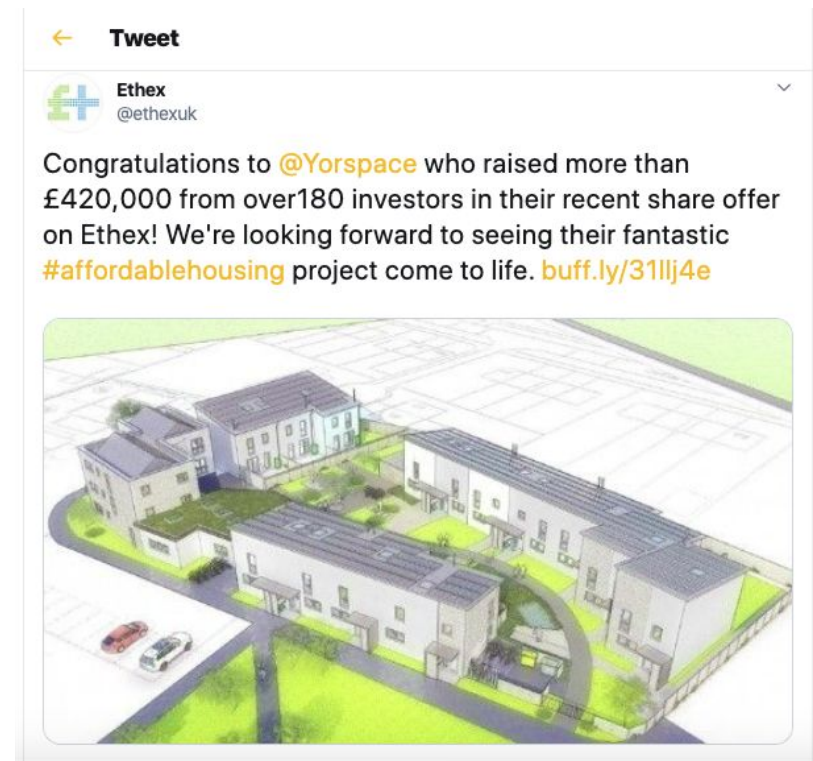 Tweet
Ethex
@ethexuk
Congratulations to @Yorspace who raised more than
£420,000 from over180 investors in their recent share offer
on Ethex! We're looking forward to seeing their fantastic
#affordablehousing project come to life. buff.ly/31llj4e